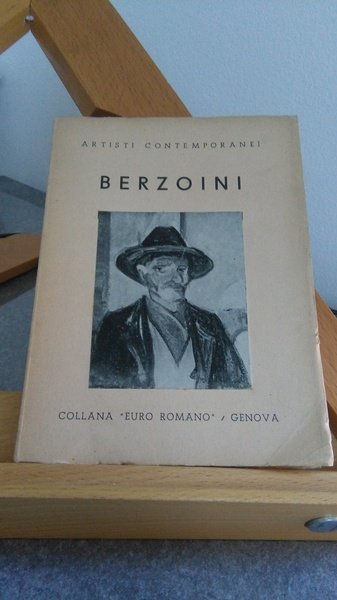 ARTISTI CONTEMPORANEI
BERZOINI
COLLANA "EURO ROMANO" / GENOVA